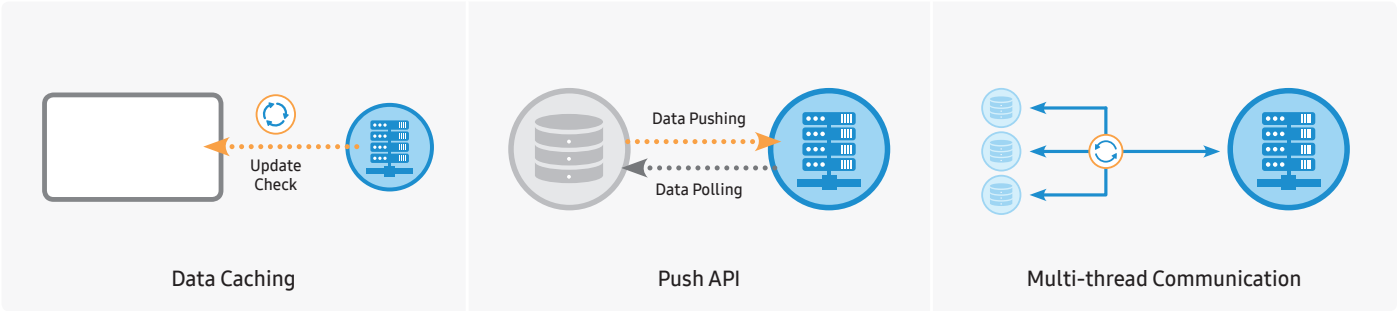 Update
Check
Data Caching
Data Pushing
Data Polling
Push API
Multi-thread Communication